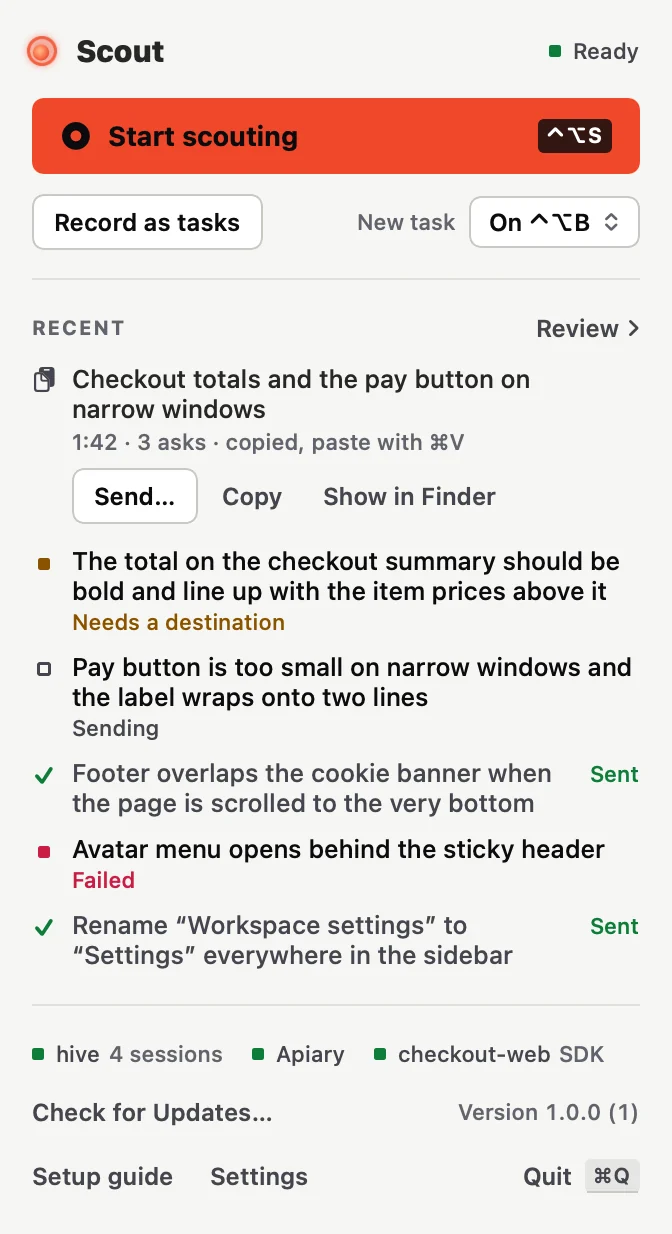 Scout
Ready
Start scouting
⌃⌥S
Record as tasks
New task
On ⌃⌥B
RECENT
Review
Checkout totals and the pay button on
narrow windows
1:42 · 3 asks · copied, paste with ⌘V
Send...
Copy
Show in Finder
The total on the checkout summary should be
bold and line up with the item prices above it
Needs a destination
Pay button is too small on narrow windows and
the label wraps onto two lines
Sending
Footer overlaps the cookie banner when
the page is scrolled to the very bottom
Sent
Avatar menu opens behind the sticky header
Failed
Rename “Workspace settings” to
“Settings” everywhere in the sidebar
Sent
hive 4 sessions
Apiary
checkout-web SDK
Check for Updates...
Version 1.0.0 (1)
Setup guide
Settings
Quit ⌘Q